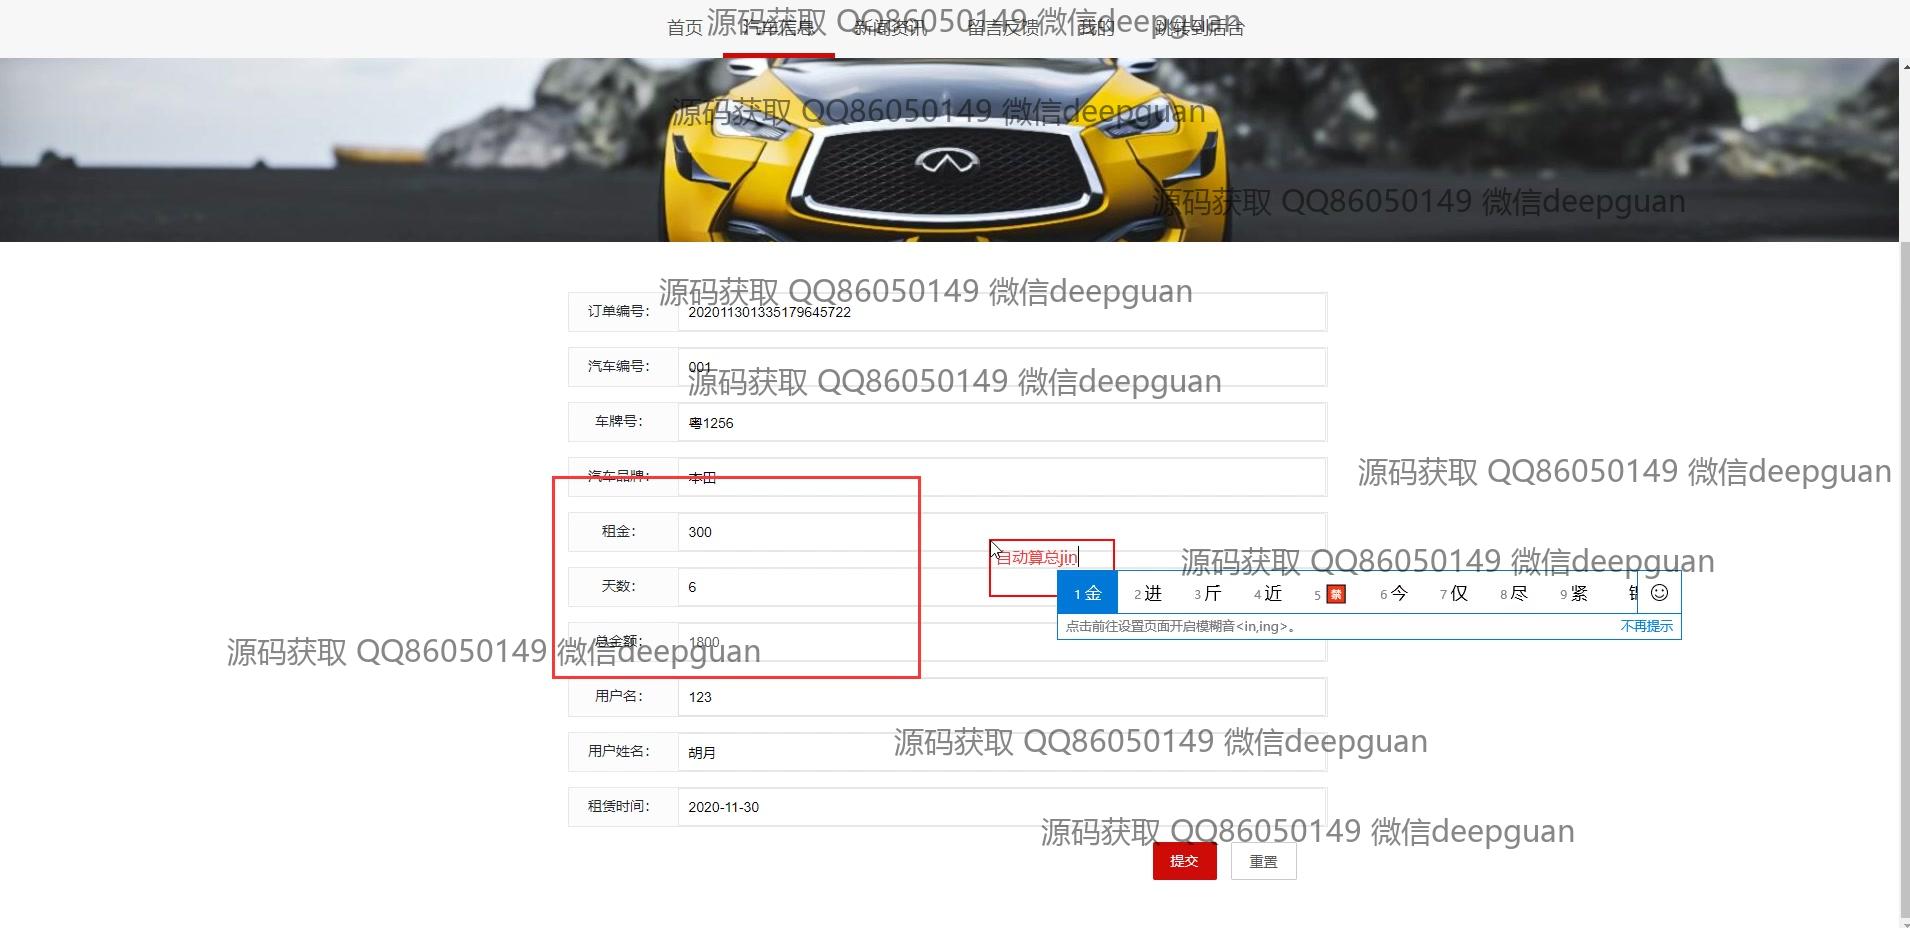 首页 汽车信息 新闻资讯 留言反馈 我的 跳转到后台
源码获取 QQ86050149 微信deepguan
源码获取 QQ86050149 微信deepguan
源码获取 QQ86050149 微信deepguan
源码获取 QQ86050149 微信deepguan
订单编号： 202011301335179645722
汽车编号： 001
源码获取 QQ86050149 微信deepguan
车牌号： 粤1256
汽车品牌： 本田
源码获取 QQ86050149 微信deepguan
租金： 300
自动算总jin
源码获取 QQ86050149 微信deepguan
天数： 6
1 金 2 进 3 斤 4 近 5 禁 6 今 7 仅 8 尽 9 紧
点击前往设置页面开启模糊音<in,ing>。 不再提示
总金额： 1800
源码获取 QQ86050149 微信deepguan
用户名： 123
源码获取 QQ86050149 微信deepguan
用户姓名： 胡月
租赁时间： 2020-11-30
源码获取 QQ86050149 微信deepguan
提交 重置